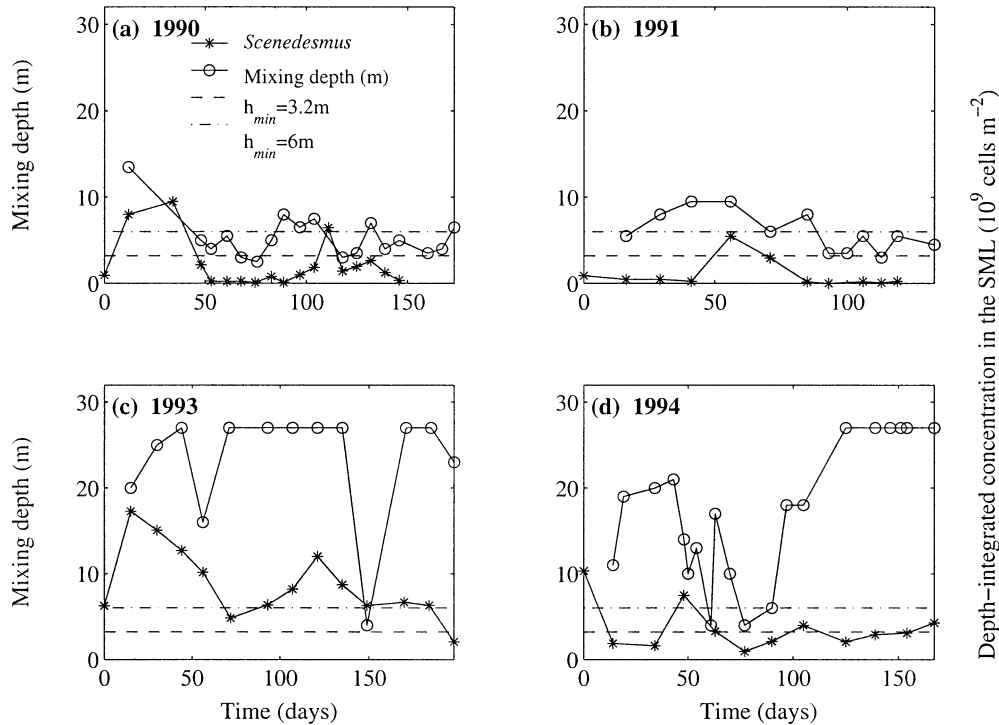 (a) 1990
Scenedesmus
Mixing depth (m)
h_min=3.2m
h_min=6m
Mixing depth (m)
30
20
10
0
0 50 100 150
(b) 1991
30
20
10
0
0 50 100
(c) 1993
Mixing depth (m)
30
20
10
0
0 50 100 150
Time (days)
(d) 1994
30
20
10
0
0 50 100 150
Time (days)
Depth−integrated concentration in the SML (10^9 cells m^−2)